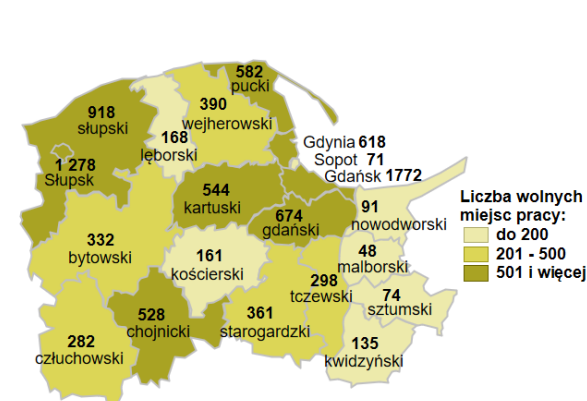 582
pucki
918
słupski
390
wejherowski
168
lęborski
Gdynia 618
Sopot 71
Gdańsk 1772
1 278
Słupsk
544
kartuski
674
gdański
91
nowodworski
Liczba wolnych
miejsc pracy:
do 200
201 - 500
501 i więcej
332
bytowski
161
kościerski
48
malborski
298
tczewski
74
sztumski
528
chojnicki
361
starogardzki
282
człuchowski
135
kwidzyński